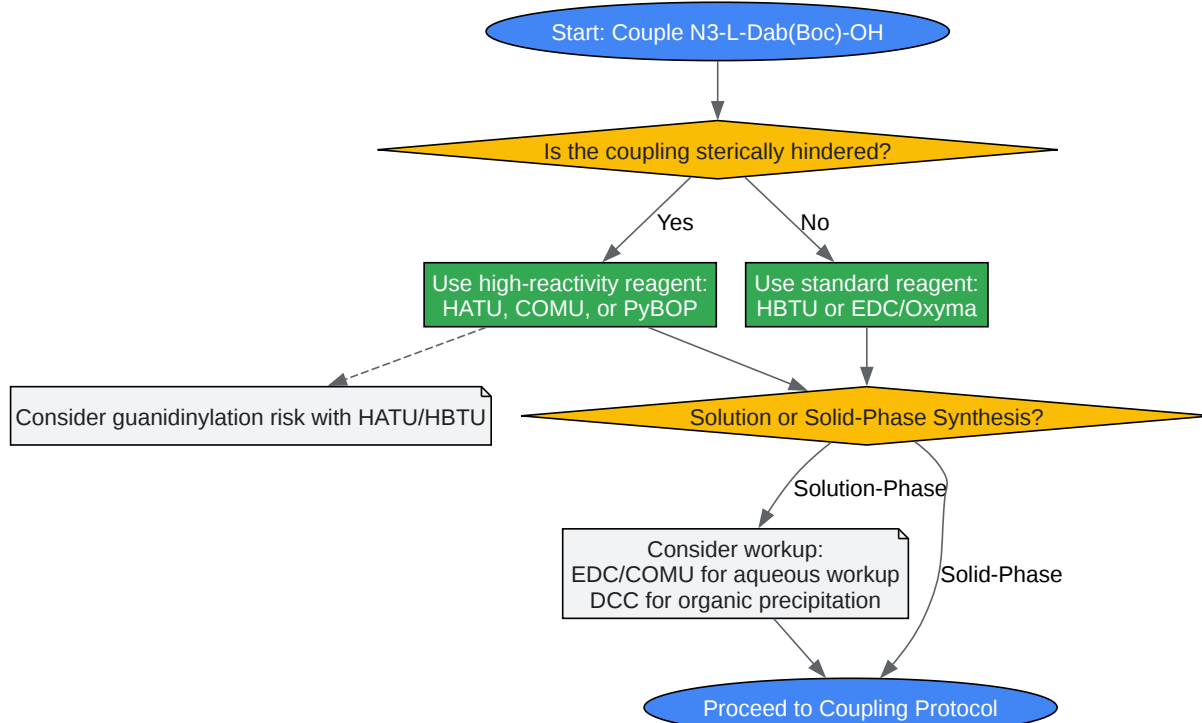 Start: Couple N3-L-Dab(Boc)-OH
Is the coupling sterically hindered?
Yes
No
Use high-reactivity reagent:
HATU, COMU, or PyBOP
Use standard reagent:
HBTU or EDC/Oxyma
Consider guanidinylation risk with HATU/HBTU
Solution or Solid-Phase Synthesis?
Solution-Phase
Consider workup:
EDC/COMU for aqueous workup
DCC for organic precipitation
Solid-Phase
Proceed to Coupling Protocol